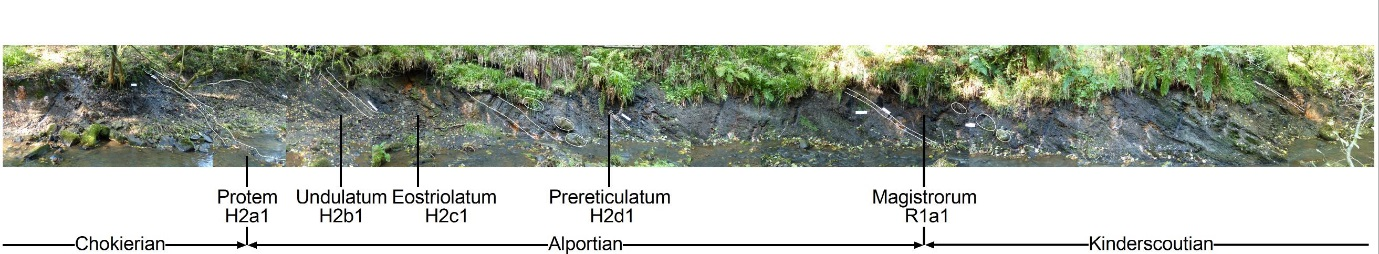 Protem Undulatum Eostriolatum Prereticulatum Magistrorum
H2a1 H2b1 H2c1 H2d1 R1a1
Chokierian Alportian Kinderscoutian